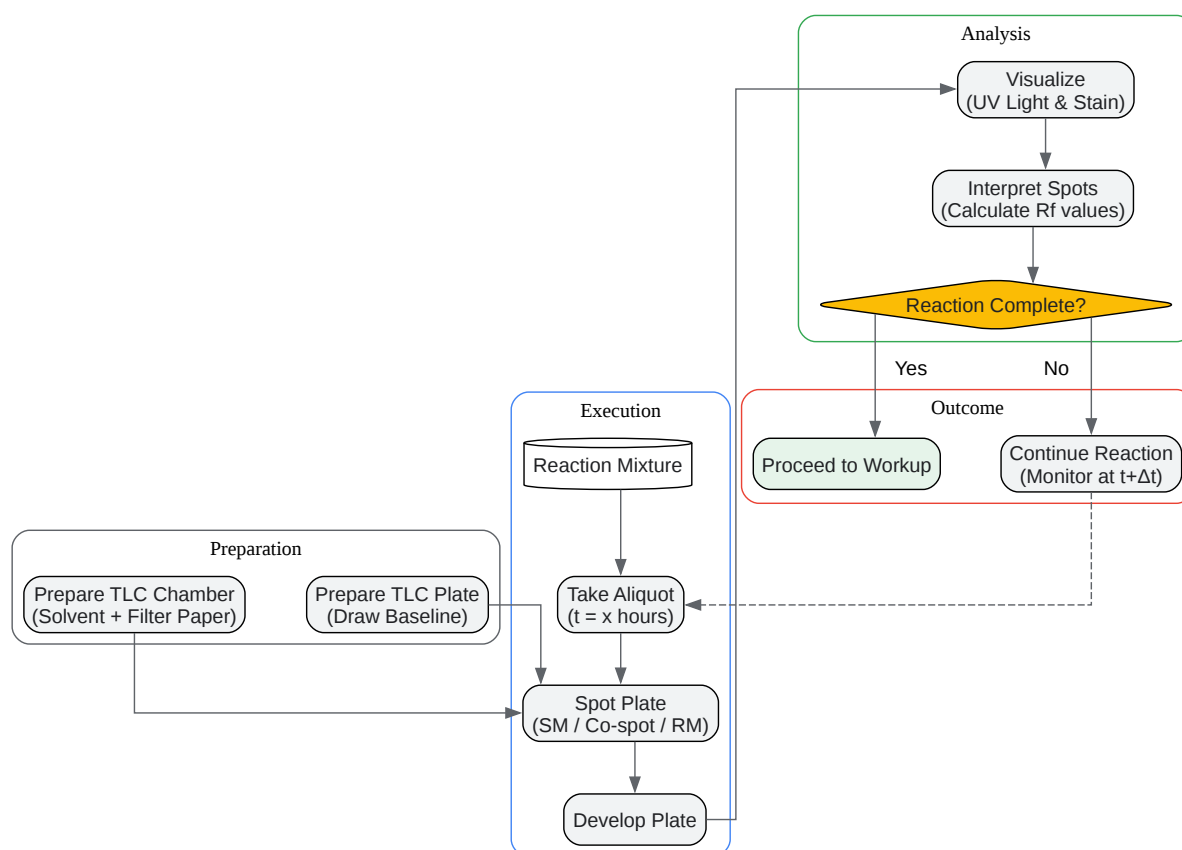 Analysis
Visualize
(UV Light & Stain)
Interpret Spots
(Calculate Rf values)
Reaction Complete?
Yes
No
Outcome
Proceed to Workup
Continue Reaction
(Monitor at t+Δt)
Execution
Reaction Mixture
Preparation
Prepare TLC Chamber
(Solvent + Filter Paper)
Prepare TLC Plate
(Draw Baseline)
Take Aliquot
(t = x hours)
Spot Plate
(SM / Co-spot / RM)
Develop Plate